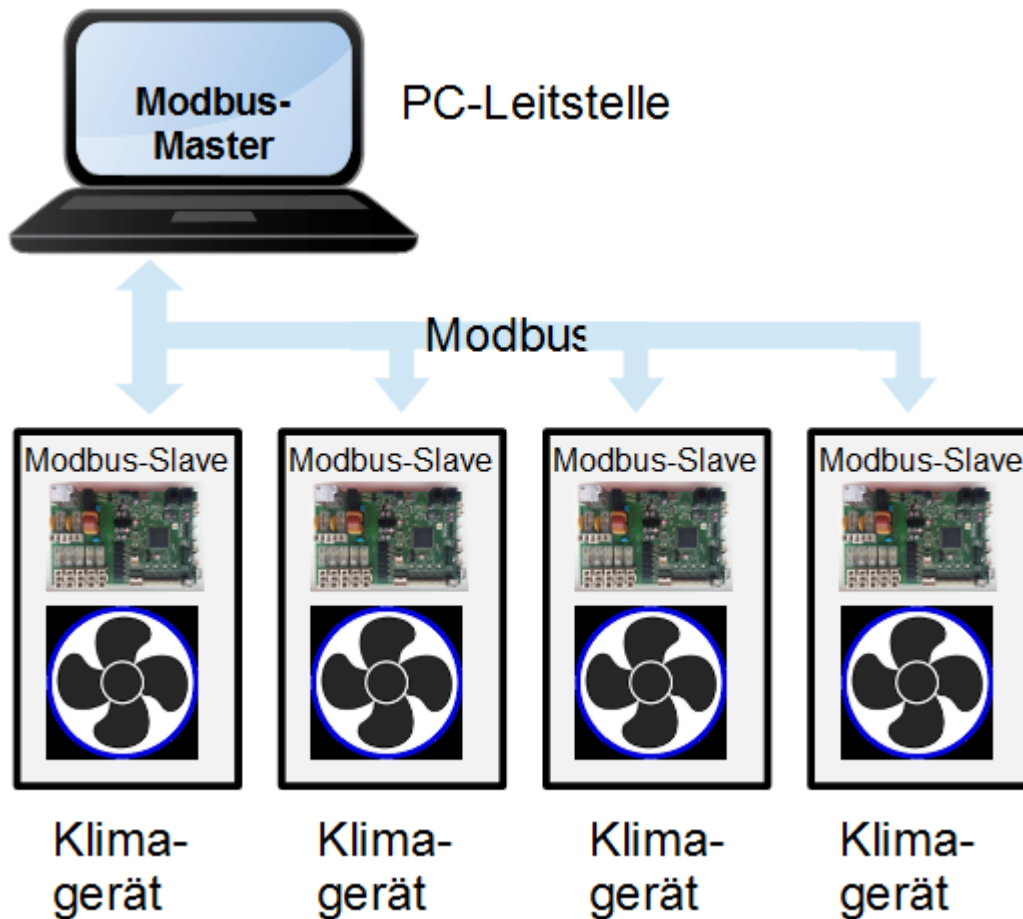 Modbus-
Master
PC-Leitstelle
Modbus
Modbus-Slave
Modbus-Slave
Modbus-Slave
Modbus-Slave
Klima-
gerät
Klima-
gerät
Klima-
gerät
Klima-
gerät